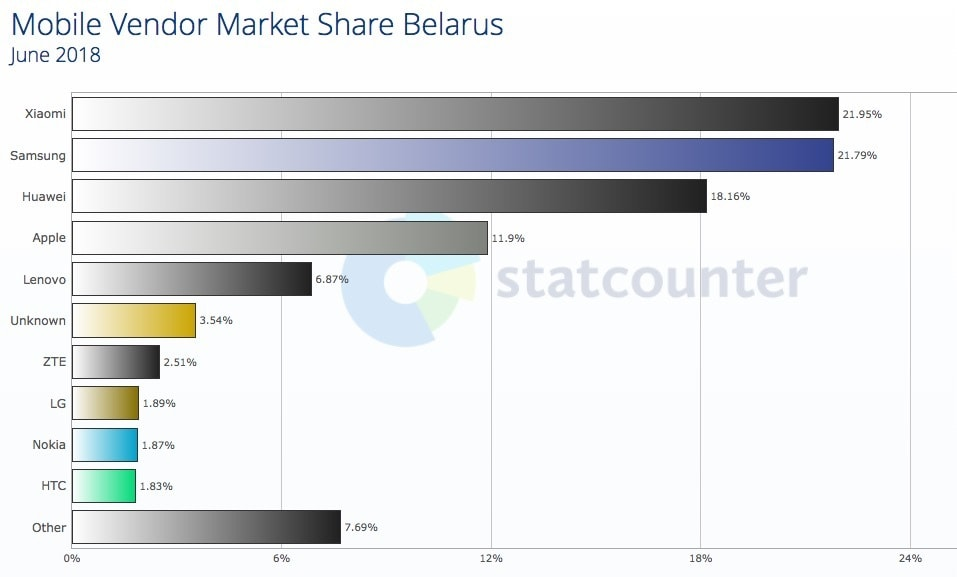 Mobile Vendor Market Share Belarus
June 2018
Xiaomi 21.95%
Samsung 21.79%
Huawei 18.16%
Apple 11.9%
Lenovo 6.87%
Unknown 3.54%
ZTE 2.51%
LG 1.89%
Nokia 1.87%
HTC 1.83%
Other 7.69%
0% 6% 12% 18% 24%
statcounter